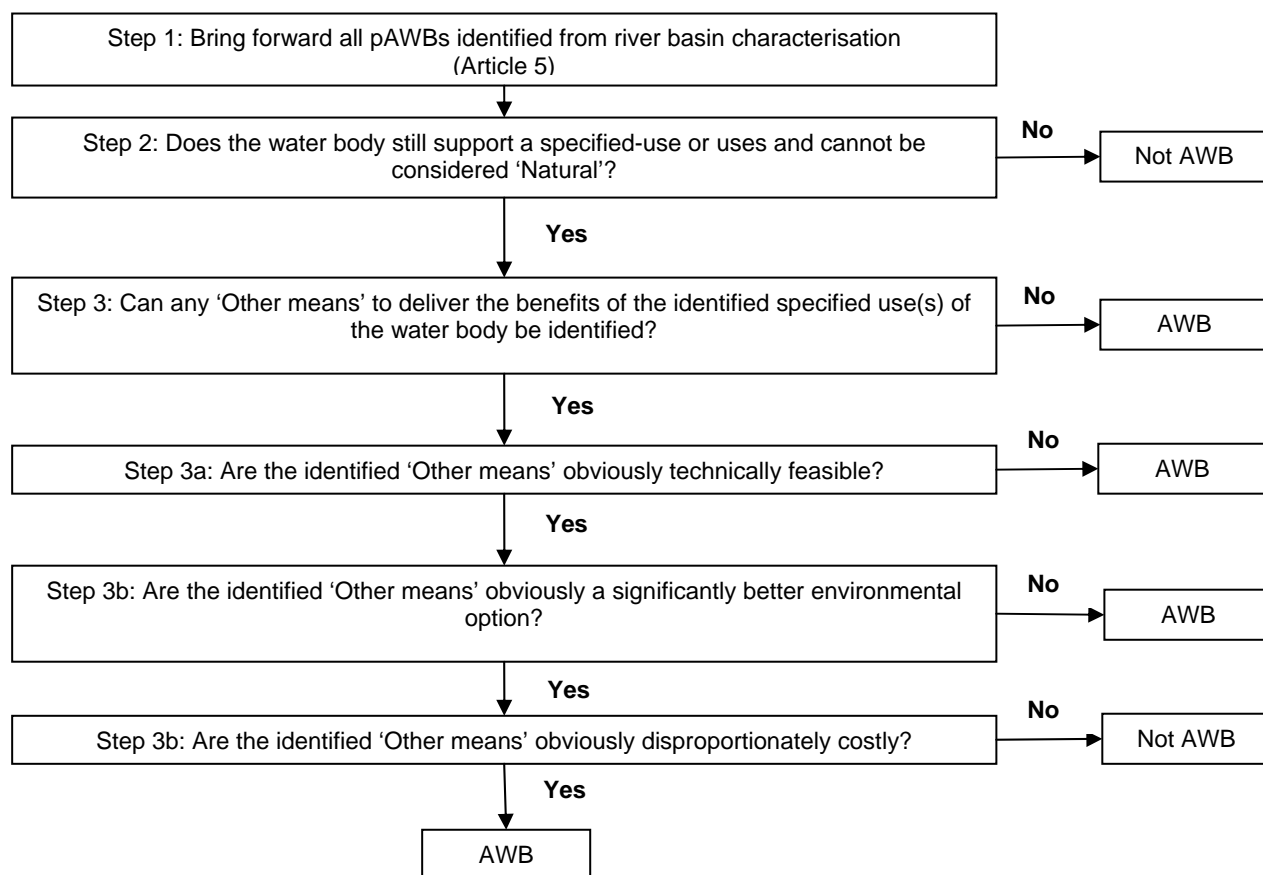 Step 1: Bring forward all pAWBs identified from river basin characterisation
(Article 5)
Step 2: Does the water body still support a specified-use or uses and cannot be
considered ‘Natural’?
No
Not AWB
Yes
Step 3: Can any ‘Other means’ to deliver the benefits of the identified specified use(s) of
the water body be identified?
No
AWB
Yes
Step 3a: Are the identified ‘Other means’ obviously technically feasible?
No
AWB
Yes
Step 3b: Are the identified ‘Other means’ obviously a significantly better environmental
option?
No
AWB
Yes
Step 3b: Are the identified ‘Other means’ obviously disproportionately costly?
No
Not AWB
Yes
AWB